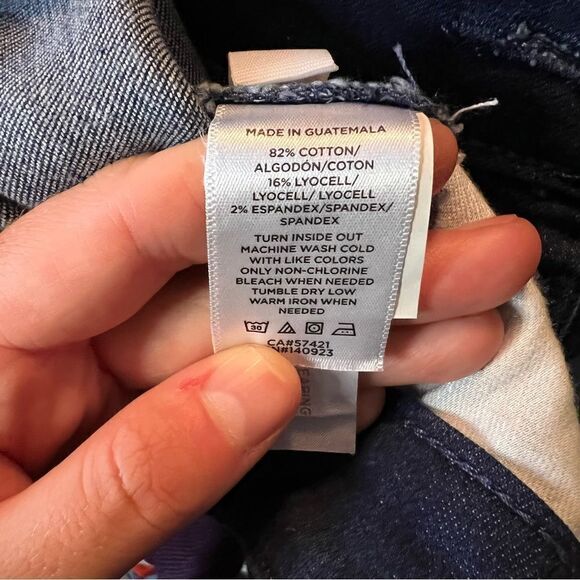 MADE IN GUATEMALA
82% COTTON/
ALGODÓN/COTON
16% LYOCELL/
LYOCELL/ LYOCELL
2% ESPANDEX/SPANDEX/
SPANDEX
TURN INSIDE OUT
MACHINE WASH COLD
WITH LIKE COLORS
ONLY NON-CHLORINE
BLEACH WHEN NEEDED
TUMBLE DRY LOW
WARM IRON WHEN
NEEDED
30
CA#57421
N#140923